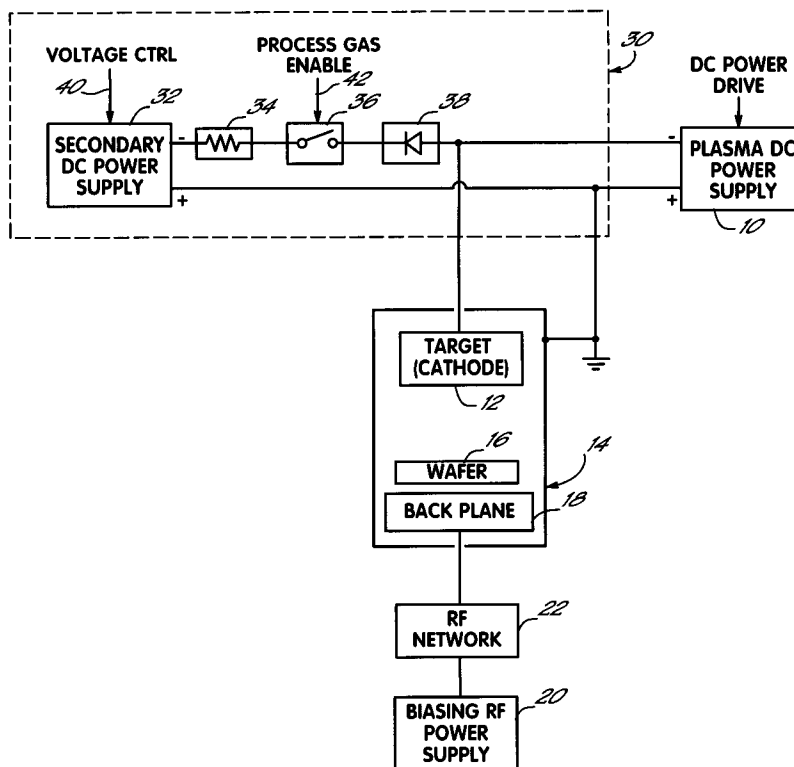 VOLTAGE CTRL
40
32
PROCESS GAS
ENABLE
42
34
36
38
30
DC POWER
DRIVE
SECONDARY
DC POWER
SUPPLY
-
+
-
+
PLASMA DC
POWER
SUPPLY
10
TARGET
(CATHODE)
12
16
WAFER
14
BACK PLANE
18
RF
NETWORK
22
BIASING RF
POWER
SUPPLY
20